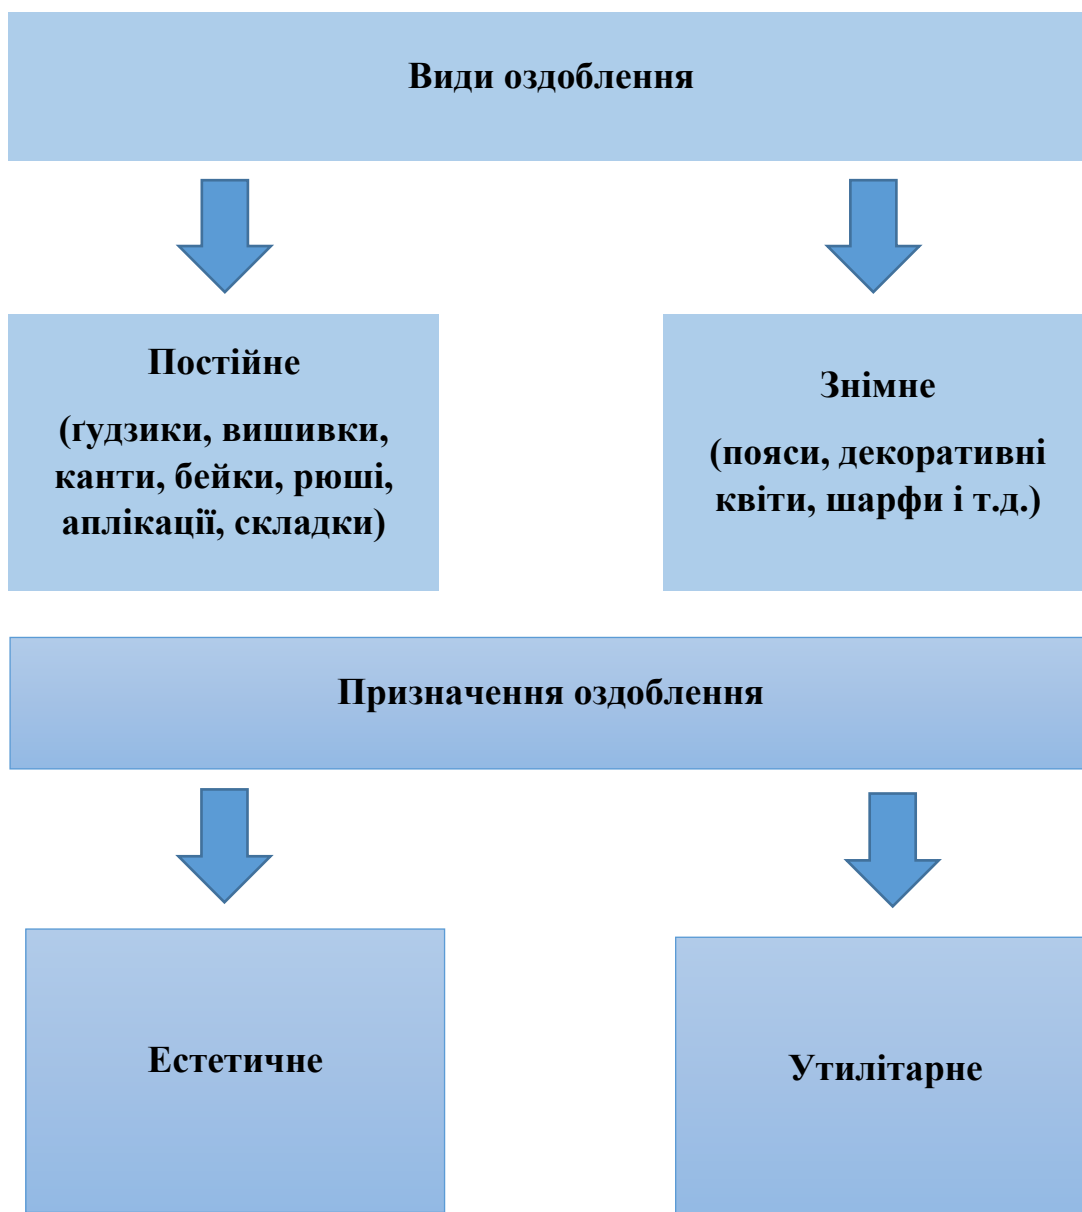 Види оздоблення
Постійне
(ґудзики, вишивки,
канти, бейки, рюші,
аплікації, складки)
Знімне
(пояси, декоративні
квіти, шарфи і т.д.)
Призначення оздоблення
Естетичне
Утилітарне